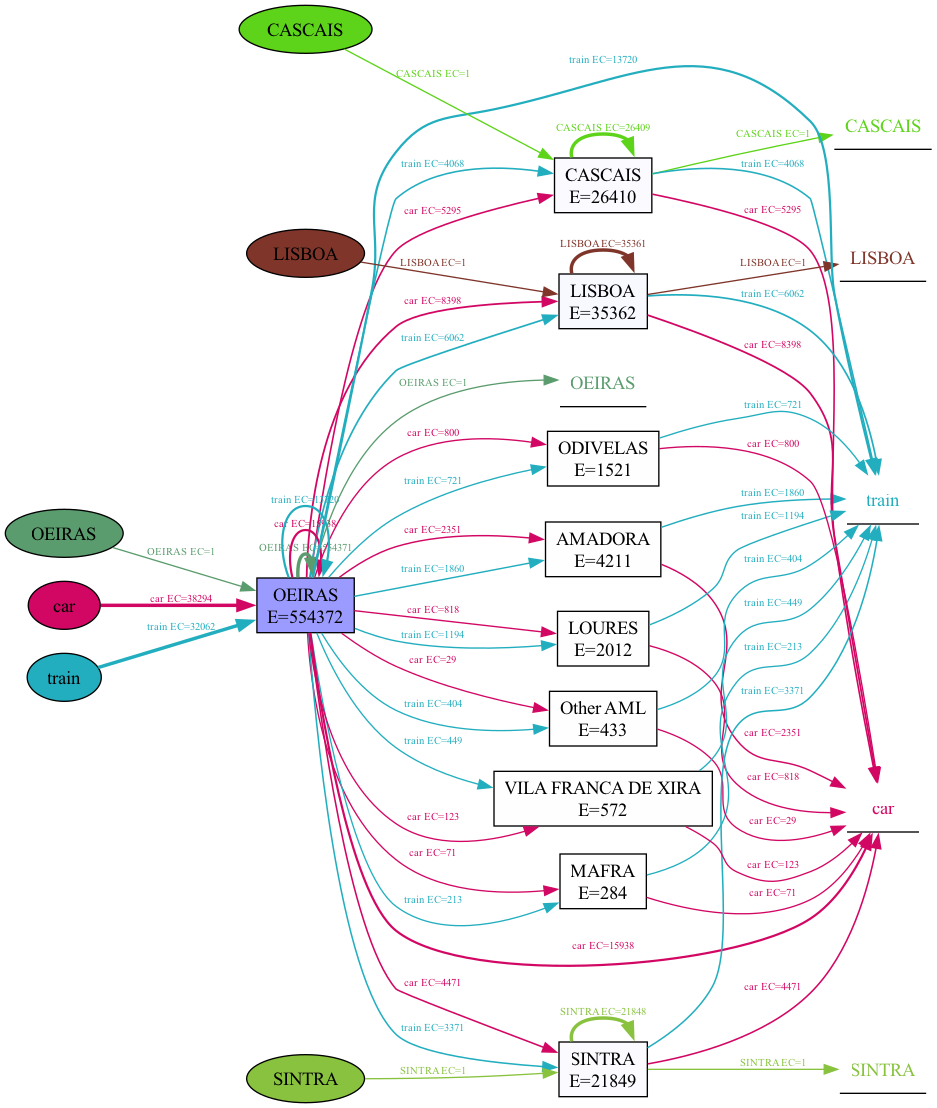 CASCAIS
train EC=13720
CASCAIS EC=1
CASCAIS EC=26409
CASCAIS EC=1
CASCAIS
train EC=4068
CASCAIS
E=26410
train EC=4068
car EC=5295
car EC=5295
LISBOA
LISBOA EC=1
LISBOA EC=35361
LISBOA EC=1
LISBOA
car EC=8398
LISBOA
E=35362
train EC=6062
train EC=6062
car EC=8398
OEIRAS EC=1
OEIRAS
train EC=721
car EC=800
ODIVELAS
E=1521
car EC=800
train EC=721
train EC=13720
train EC=1860
train
car EC=15938
car EC=2351
AMADORA
E=4211
train EC=1194
OEIRAS
OEIRAS EC=1
OEIRAS EC=554371
train EC=1860
train EC=404
car
car EC=38294
OEIRAS
E=554372
car EC=818
LOURES
E=2012
train EC=449
train EC=32062
train EC=1194
train EC=213
train
car EC=29
train EC=404
Other AML
E=433
train EC=3371
train EC=449
car EC=2351
VILA FRANCA DE XIRA
E=572
car EC=818
car EC=123
car EC=29
car
car EC=71
MAFRA
E=284
car EC=123
car EC=71
train EC=213
car EC=15938
car EC=4471
car EC=4471
train EC=3371
SINTRA EC=21848
SINTRA
SINTRA EC=1
SINTRA
E=21849
SINTRA EC=1
SINTRA